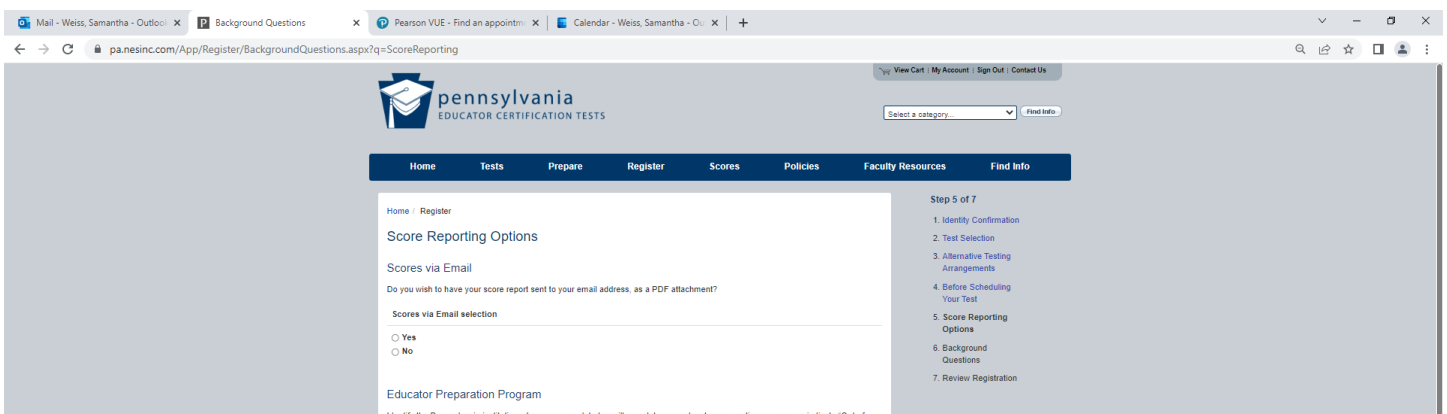 Mail - Weiss, Samantha - Outlool
Background Questions
Pearson VUE - Find an appointm
Calendar - Weiss, Samantha - Ou
pa.nesinc.com/App/Register/BackgroundQuestions.aspx?q=ScoreReporting
View Cart | My Account | Sign Out | Contact Us
pennsylvania
EDUCATOR CERTIFICATION TESTS
Select a category...
Find Info
Home Tests Prepare Register Scores Policies Faculty Resources Find Info
Home / Register
Score Reporting Options
Scores via Email
Do you wish to have your score report sent to your email address, as a PDF attachment?
Scores via Email selection
Yes
No
Educator Preparation Program
Step 5 of 7
1. Identity Confirmation
2. Test Selection
3. Alternative Testing
Arrangements
4. Before Scheduling
Your Test
5. Score Reporting
Options
6. Background
Questions
7. Review Registration